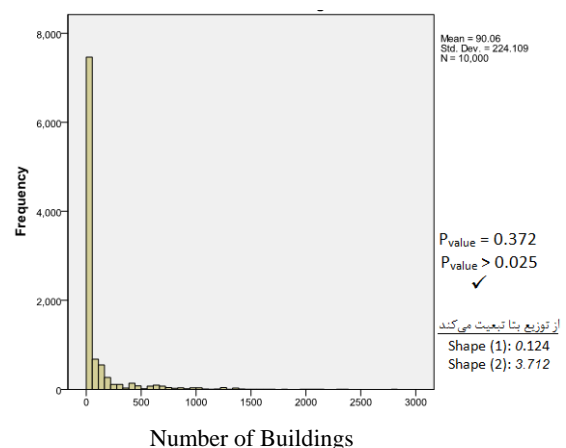 Mean = 90.06
Std. Dev. = 224.109
N = 10,000
8,000
6,000
4,000
2,000
0
Frequency
0 500 1000 1500 2000 2500 3000
Number of Buildings
Pvalue = 0.372
Pvalue > 0.025
✓
از توزیع بتا تبعیت می‌کند
Shape (1): 0.124
Shape (2): 3.712